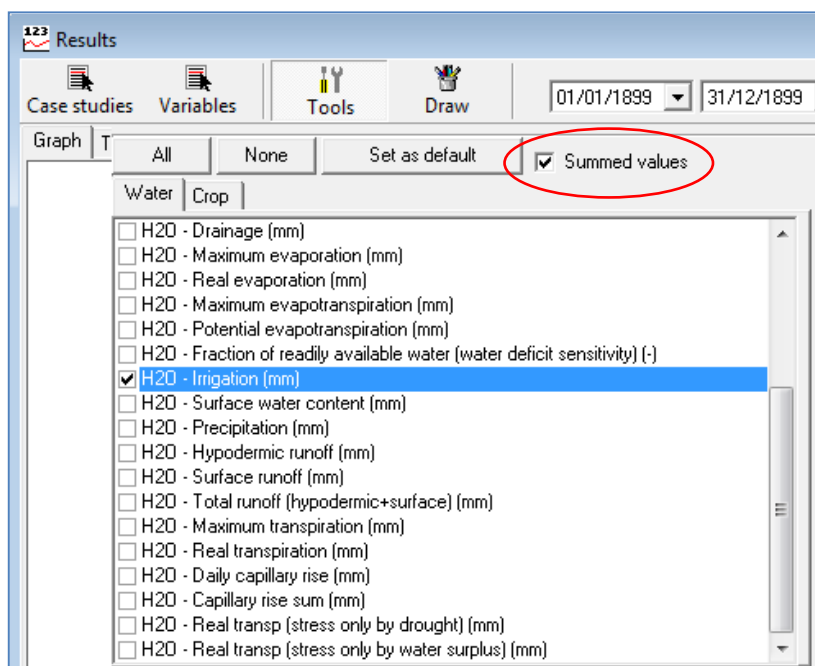 123
Results
Case studies Variables Tools Draw 01/01/1899 31/12/1899
Graph T
All None Set as default Summed values
Water Crop
H2O - Drainage (mm)
H2O - Maximum evaporation (mm)
H2O - Real evaporation (mm)
H2O - Maximum evapotranspiration (mm)
H2O - Potential evapotranspiration (mm)
H2O - Fraction of readily available water (water deficit sensitivity) (-)
H2O - Irrigation (mm)
H2O - Surface water content (mm)
H2O - Precipitation (mm)
H2O - Hypodermic runoff (mm)
H2O - Surface runoff (mm)
H2O - Total runoff (hypodermic+surface) (mm)
H2O - Maximum transpiration (mm)
H2O - Real transpiration (mm)
H2O - Daily capillary rise (mm)
H2O - Capillary rise sum (mm)
H2O - Real transp (stress only by drought) (mm)
H2O - Real transp (stress only by water surplus) (mm)